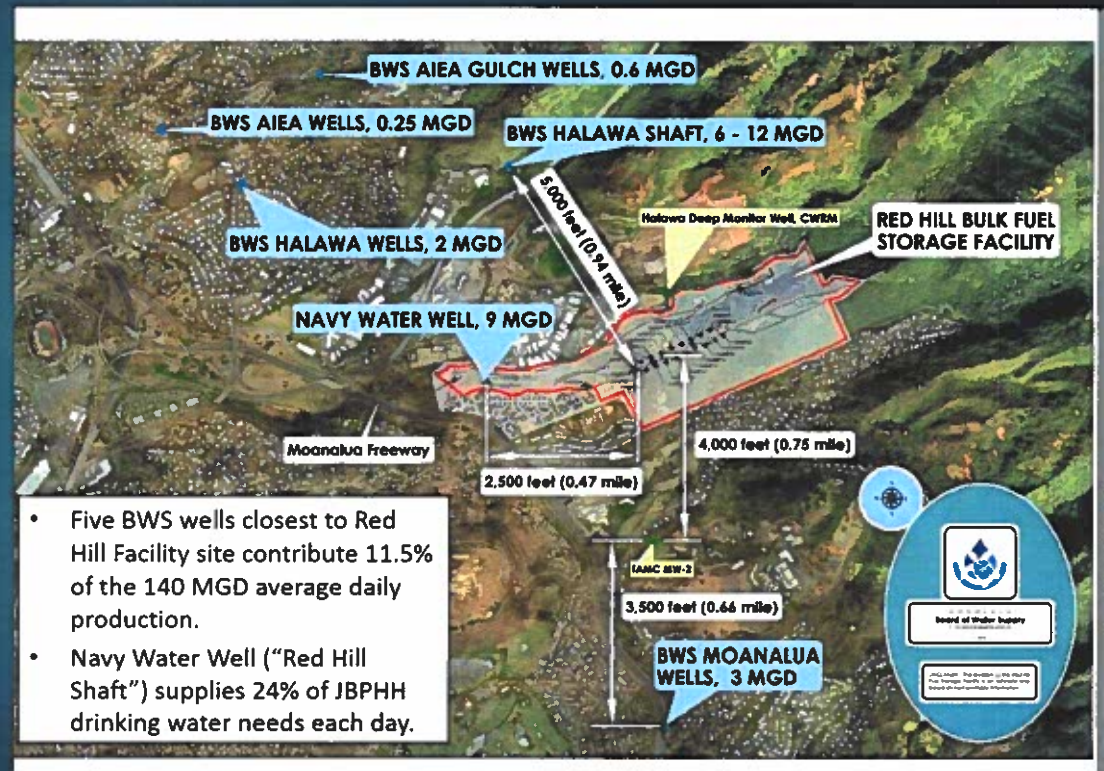 BWS AIEA GULCH WELLS, 0.6 MGD
BWS AIEA WELLS, 0.25 MGD
BWS HALAWA SHAFT, 6 - 12 MGD
5,000 feet (0.94 mile)
Halawa Deep Monitor Well, CWRM
RED HILL BULK FUEL
STORAGE FACILITY
BWS HALAWA WELLS, 2 MGD
NAVY WATER WELL, 9 MGD
Moanalua Freeway
4,000 feet (0.75 mile)
2,500 feet (0.47 mile)
3,500 feet (0.66 mile)
BWS MOANALUA
WELLS, 3 MGD
• Five BWS wells closest to Red
Hill Facility site contribute 11.5%
of the 140 MGD average daily
production.
• Navy Water Well ("Red Hill
Shaft") supplies 24% of JBPHH
drinking water needs each day.
Board of Water Supply